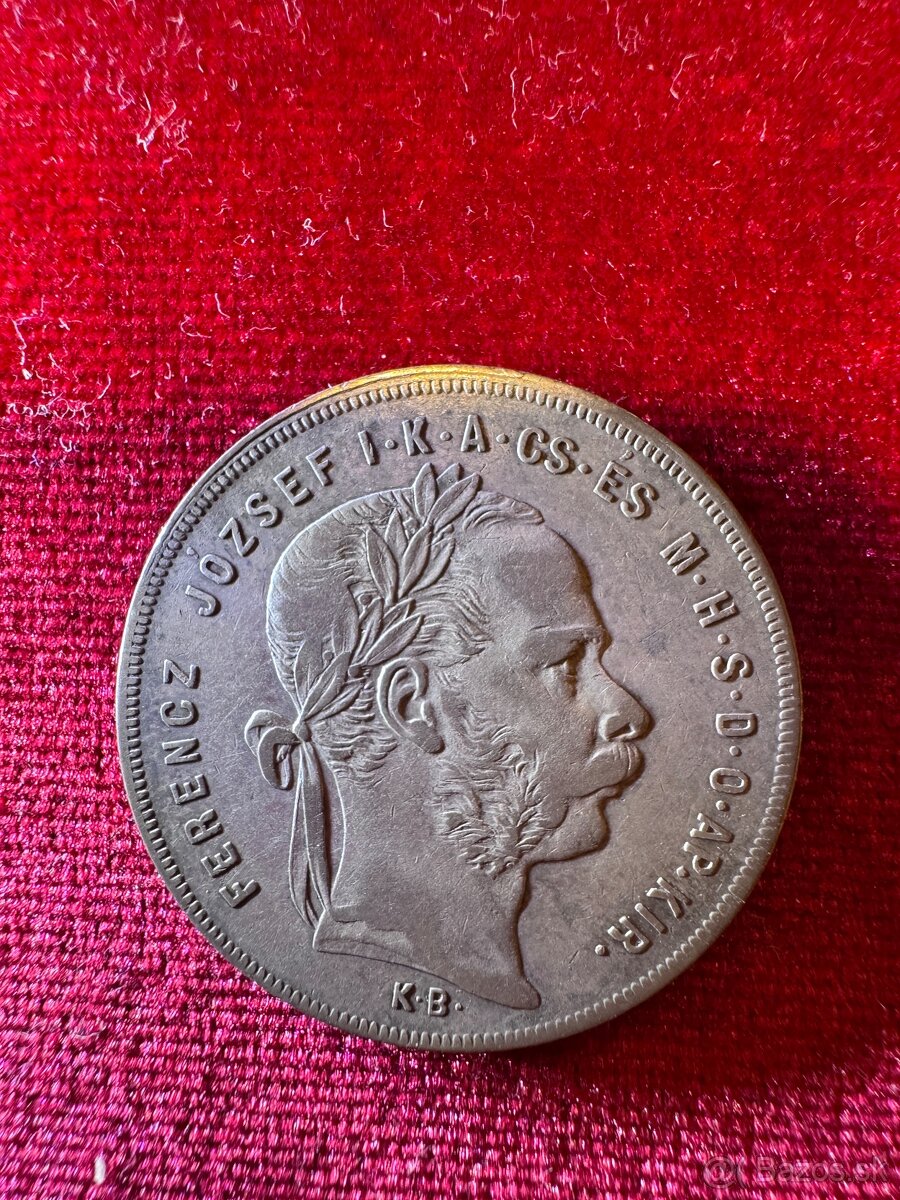 FERENCZ JÓZSEF I·K·A·CS·ÉS M·H·S·D·O·AP.KIR.
K·B·
Bazos.sk